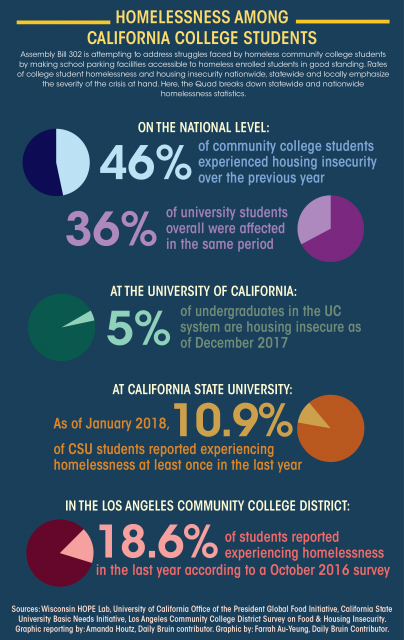 HOMELESSNESS AMONG
CALIFORNIA COLLEGE STUDENTS
Assembly Bill 302 is attempting to address struggles faced by homeless community college students
by making school parking facilities accessible to homeless enrolled students in good standing. Rates
of college student homelessness and housing insecurity nationwide, statewide and locally emphasize
the severity of the crisis at hand. Here, the Quad breaks down statewide and nationwide
homelessness statistics.
ON THE NATIONAL LEVEL:
46%
of community college students
experienced housing insecurity
over the previous year
36%
of university students
overall were affected
in the same period
AT THE UNIVERSITY OF CALIFORNIA:
5%
of undergraduates in the UC
system are housing insecure as
of December 2017
AT CALIFORNIA STATE UNIVERSITY:
As of January 2018, 10.9%
of CSU students reported experiencing
homelessness at least once in the last year
IN THE LOS ANGELES COMMUNITY COLLEGE DISTRICT:
18.6%
of students reported
experiencing homelessness
in the last year according to a October 2016 survey
Sources: Wisconsin HOPE Lab, University of California Office of the President Global Food Initiative, California State
University Basic Needs Initiative, Los Angeles Community College District Survey on Food & Housing Insecurity.
Graphic reporting by: Amanda Houtz, Daily Bruin contributor. Graphic by: Farrah Au-Yeung, Daily Bruin Contributor.